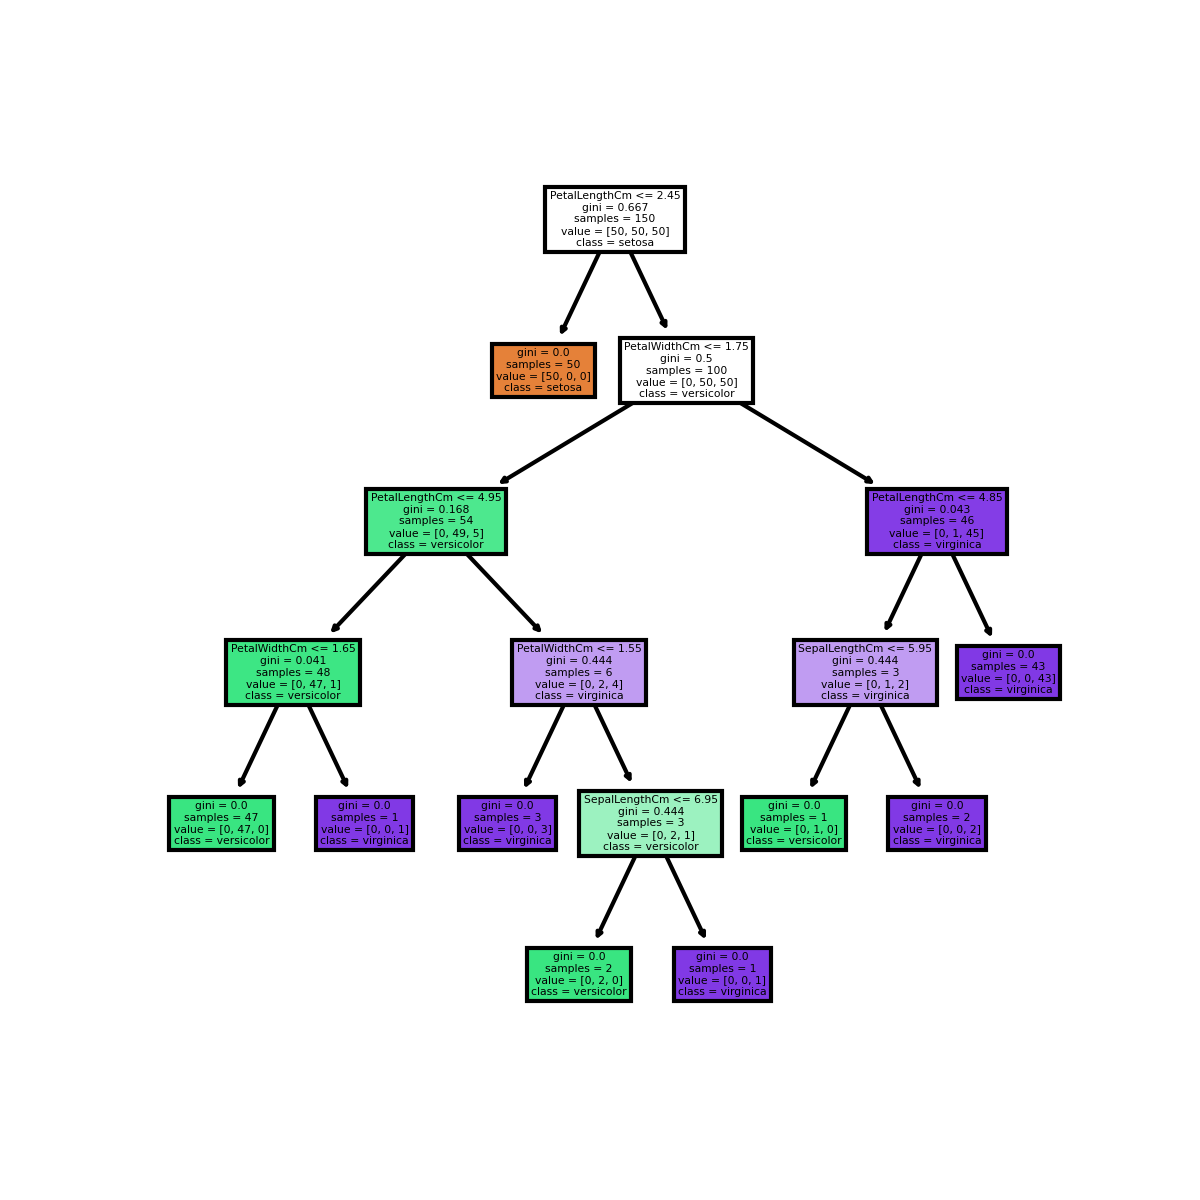 PetalLengthCm <= 2.45
gini = 0.667
samples = 150
value = [50, 50, 50]
class = setosa
gini = 0.0
samples = 50
value = [50, 0, 0]
class = setosa
PetalWidthCm <= 1.75
gini = 0.5
samples = 100
value = [0, 50, 50]
class = versicolor
PetalLengthCm <= 4.95
gini = 0.168
samples = 54
value = [0, 49, 5]
class = versicolor
PetalLengthCm <= 4.85
gini = 0.043
samples = 46
value = [0, 1, 45]
class = virginica
PetalWidthCm <= 1.65
gini = 0.041
samples = 48
value = [0, 47, 1]
class = versicolor
PetalWidthCm <= 1.55
gini = 0.444
samples = 6
value = [0, 2, 4]
class = virginica
SepalLengthCm <= 5.95
gini = 0.444
samples = 3
value = [0, 1, 2]
class = virginica
gini = 0.0
samples = 43
value = [0, 0, 43]
class = virginica
gini = 0.0
samples = 47
value = [0, 47, 0]
class = versicolor
gini = 0.0
samples = 1
value = [0, 0, 1]
class = virginica
gini = 0.0
samples = 3
value = [0, 0, 3]
class = virginica
SepalLengthCm <= 6.95
gini = 0.444
samples = 3
value = [0, 2, 1]
class = versicolor
gini = 0.0
samples = 1
value = [0, 1, 0]
class = versicolor
gini = 0.0
samples = 2
value = [0, 0, 2]
class = virginica
gini = 0.0
samples = 2
value = [0, 2, 0]
class = versicolor
gini = 0.0
samples = 1
value = [0, 0, 1]
class = virginica